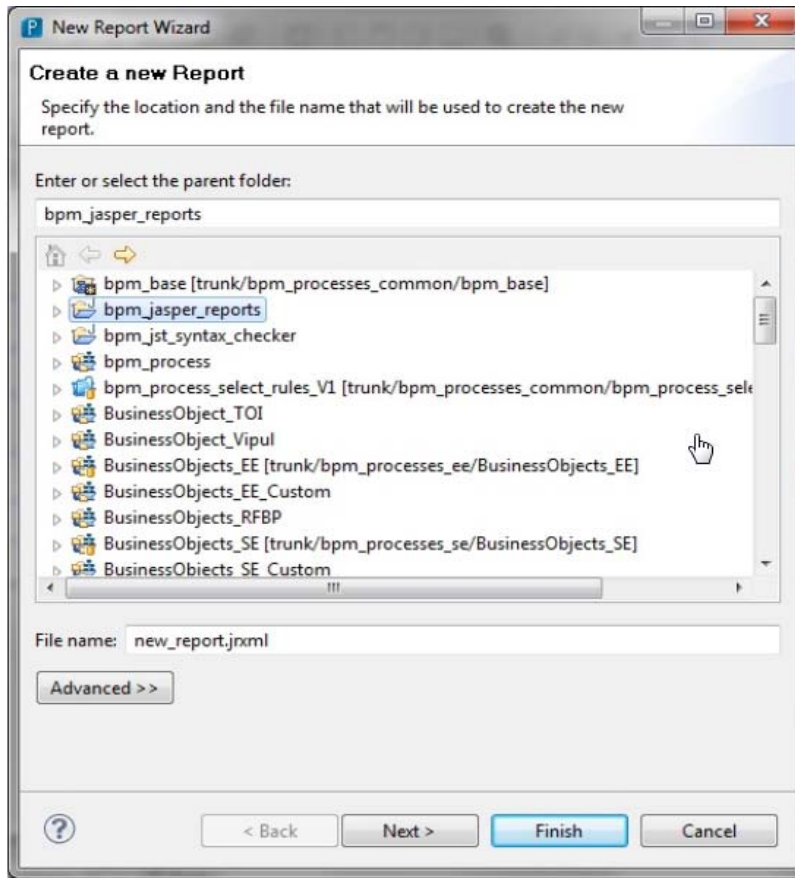 New Report Wizard
Create a new Report
Specify the location and the file name that will be used to create the new
report.
Enter or select the parent folder:
bpm_jasper_reports
bpm_base [trunk/bpm_processes_common/bpm_base]
bpm_jasper_reports
bpm_jst_syntax_checker
bpm_process
bpm_process_select_rules_V1 [trunk/bpm_processes_common/bpm_process_sele
BusinessObject_TOI
BusinessObject_Vipul
BusinessObjects_EE [trunk/bpm_processes_ee/BusinessObjects_EE]
BusinessObjects_EE_Custom
BusinessObjects_RFBP
BusinessObjects_SE [trunk/bpm_processes_se/BusinessObjects_SE]
BusinessObjects_SE_Custom
File name: new_report.jrxml
Advanced >>
? < Back Next > Finish Cancel